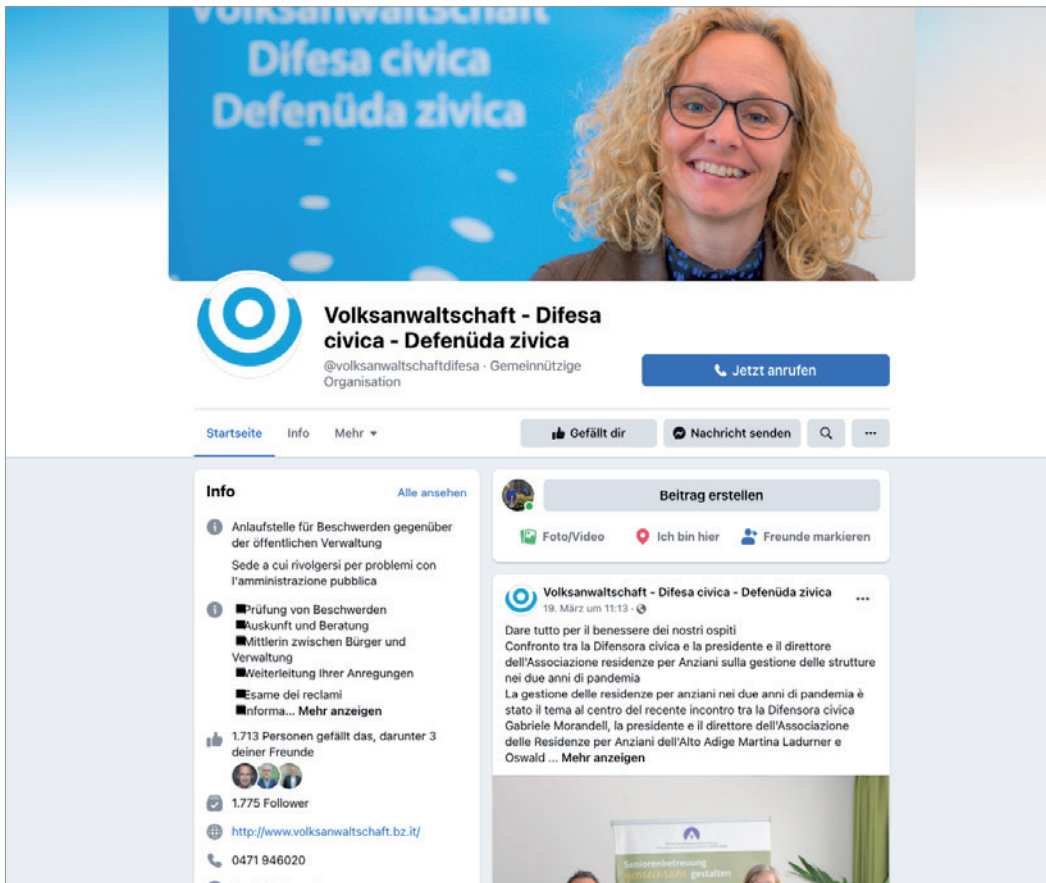 Volksanwaltschaft
Difesa civica
Defenüda zivica
Volksanwaltschaft - Difesa
civica - Defenüda zivica
@volksanwaltschaftdifesa · Gemeinnützige
Organisation
Jetzt anrufen
Startseite Info Mehr
Gefällt dir Nachricht senden ...
Info Alle ansehen
Anlaufstelle für Beschwerden gegenüber
der öffentlichen Verwaltung
Sede a cui rivolgersi per problemi con
l'amministrazione pubblica
Prüfung von Beschwerden
Auskunft und Beratung
Mittlerin zwischen Bürger und
Verwaltung
Weiterleitung Ihrer Anregungen
Esame dei reclami
Informa... Mehr anzeigen
1.713 Personen gefällt das, darunter 3
deiner Freunde
1.775 Follower
http://www.volksanwaltschaft.bz.it/
0471 946020
Beitrag erstellen
Foto/Video Ich bin hier Freunde markieren
Volksanwaltschaft - Difesa civica - Defenüda zivica ...
19. März um 11:13 ·
Dare tutto per il benessere dei nostri ospiti
Confronto tra la Difensora civica e la presidente e il direttore
dell'Associazione residenze per Anziani sulla gestione delle strutture
nei due anni di pandemia
La gestione delle residenze per anziani nei due anni di pandemia è
stato il tema al centro del recente incontro tra la Difensora civica
Gabriele Morandell, la presidente e il direttore dell'Associazione
delle Residenze per Anziani dell'Alto Adige Martina Ladurner e
Oswald ... Mehr anzeigen
Seniorenbetreuung
gemeinsam gestalten